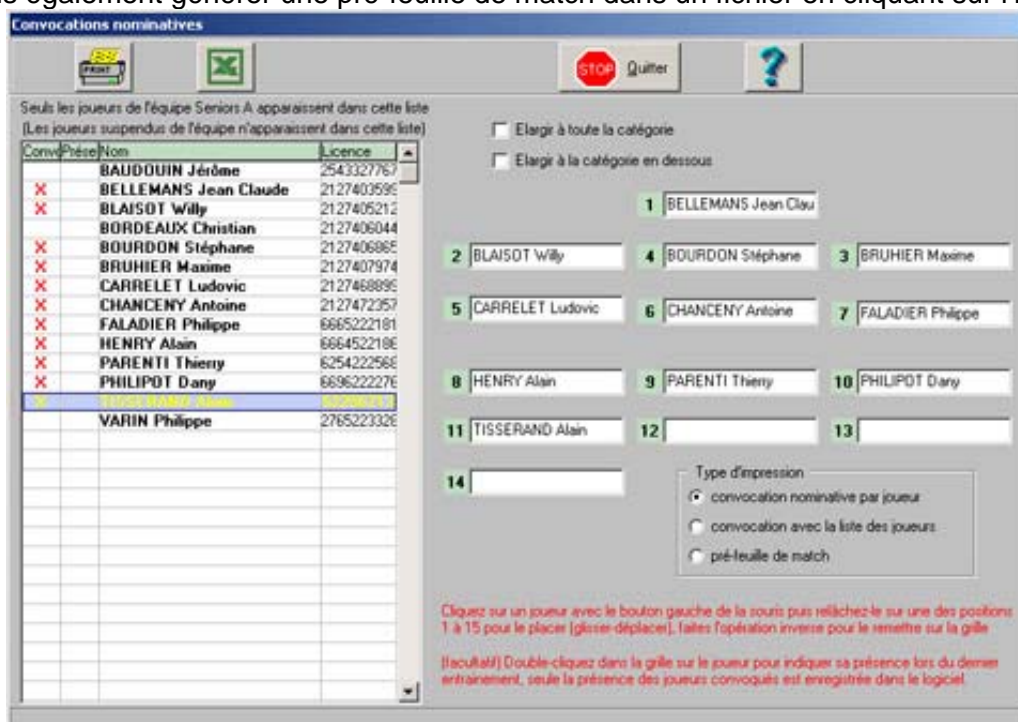 également générer une pré-feuille de match dans un fichier en cliquant sur
Convocations nominatives
PRINT
STOP Quitter
?
Seuls les joueurs de l'équipe Seniors A apparaissent dans cette liste
(Les joueurs suspendus de l'équipe n'apparaissent dans cette liste)
Elargir à toute la catégorie
Elargir à la catégorie en dessous
Convo Prése Nom Licence
BAUDOUIN Jérôme 2543327767
X BELLEMANS Jean Claude 2127403599
X BLAISOT Willy 2127405212
BORDEAUX Christian 2127406044
X BOURDON Stéphane 2127406865
X BRUHIER Maxime 2127407974
X CARRELET Ludovic 2127468899
X CHANCENY Antoine 2127472357
X FALADIER Philippe 6665222181
X HENRY Alain 6664522186
X PARENTI Thierry 6254222568
X PHILIPOT Dany 6696222276
X TISSERAND Alain
VARIN Philippe 2765223328
1 BELLEMANS Jean Clau
2 BLAISOT Willy 4 BOURDON Stéphane 3 BRUHIER Maxime
5 CARRELET Ludovic 6 CHANCENY Antoine 7 FALADIER Philippe
8 HENRY Alain 9 PARENTI Thierry 10 PHILIPOT Dany
11 TISSERAND Alain 12 13
14
Type d'impression
convocation nominative par joueur
convocation avec la liste des joueurs
pré-feuille de match
Cliquez sur un joueur avec le bouton gauche de la souris puis relâchez-le sur une des positions
1 à 15 pour le placer (glisser-déplacer), faites l'opération inverse pour le remettre sur la grille
(facultatif) Double-cliquez dans la grille sur le joueur pour indiquer sa présence lors du dernier
entrainement, seule la présence des joueurs convoqués est enregistrée dans le logiciel